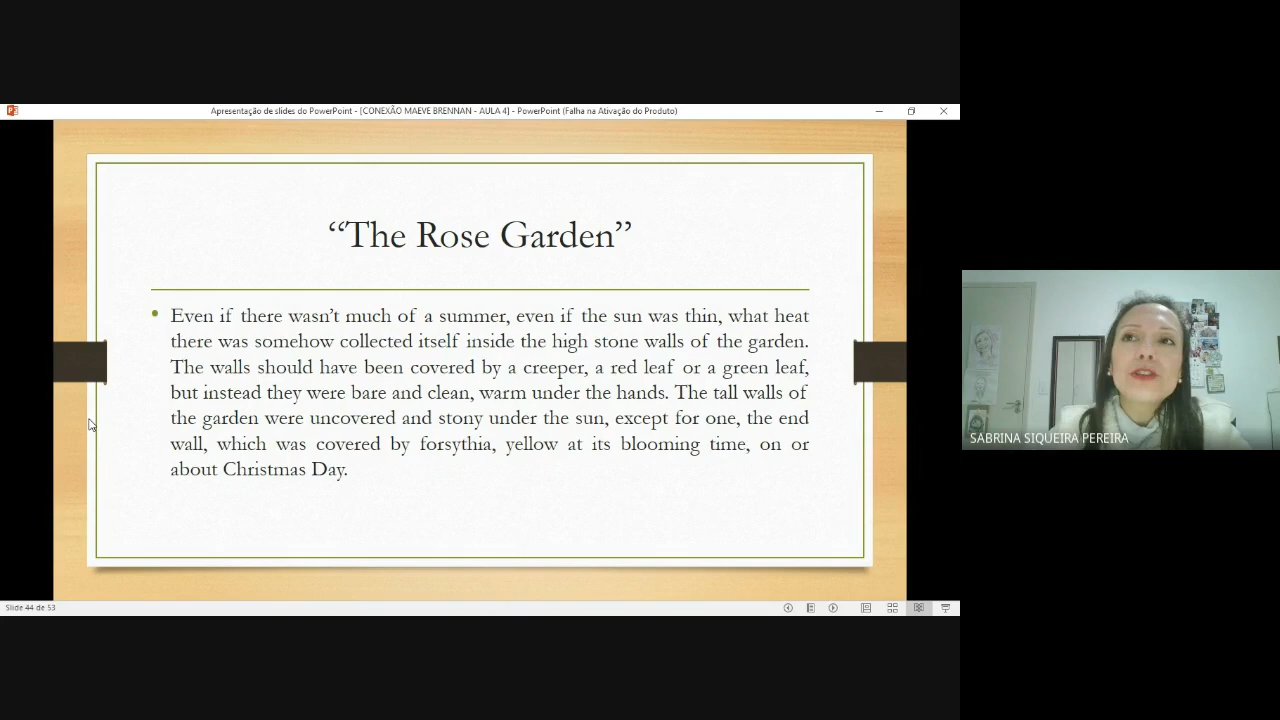 Apresentação de slides do PowerPoint - [CONEXÃO MAEVE BRENNAN - AULA 4] - PowerPoint (Falha na Ativação do Produto)
“The Rose Garden”
• Even if there wasn’t much of a summer, even if the sun was thin, what heat
there was somehow collected itself inside the high stone walls of the garden.
The walls should have been covered by a creeper, a red leaf or a green leaf,
but instead they were bare and clean, warm under the hands. The tall walls of
the garden were uncovered and stony under the sun, except for one, the end
wall, which was covered by forsythia, yellow at its blooming time, on or
about Christmas Day.
SABRINA SIQUEIRA PEREIRA
Slide 44 de 53